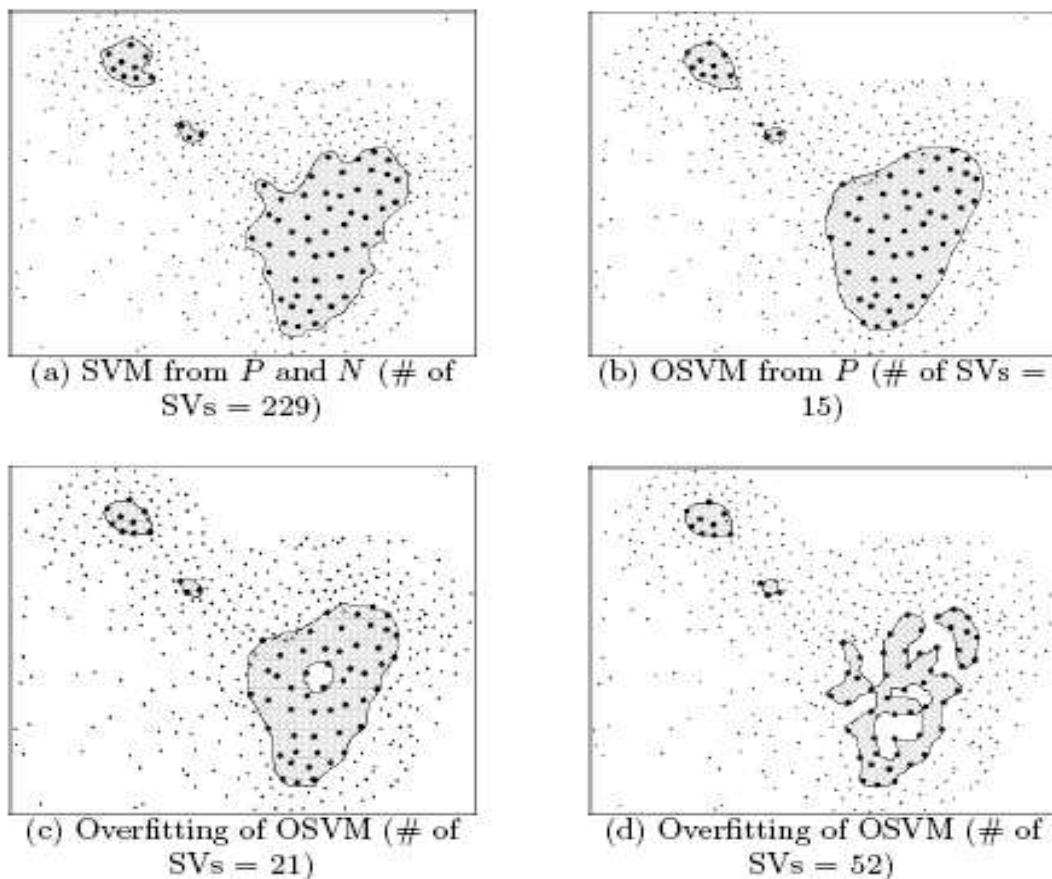 (a) SVM from P and N (# of
SVs = 229)
(b) OSVM from P (# of SVs =
15)
(c) Overfitting of OSVM (# of
SVs = 21)
(d) Overfitting of OSVM (# of
SVs = 52)